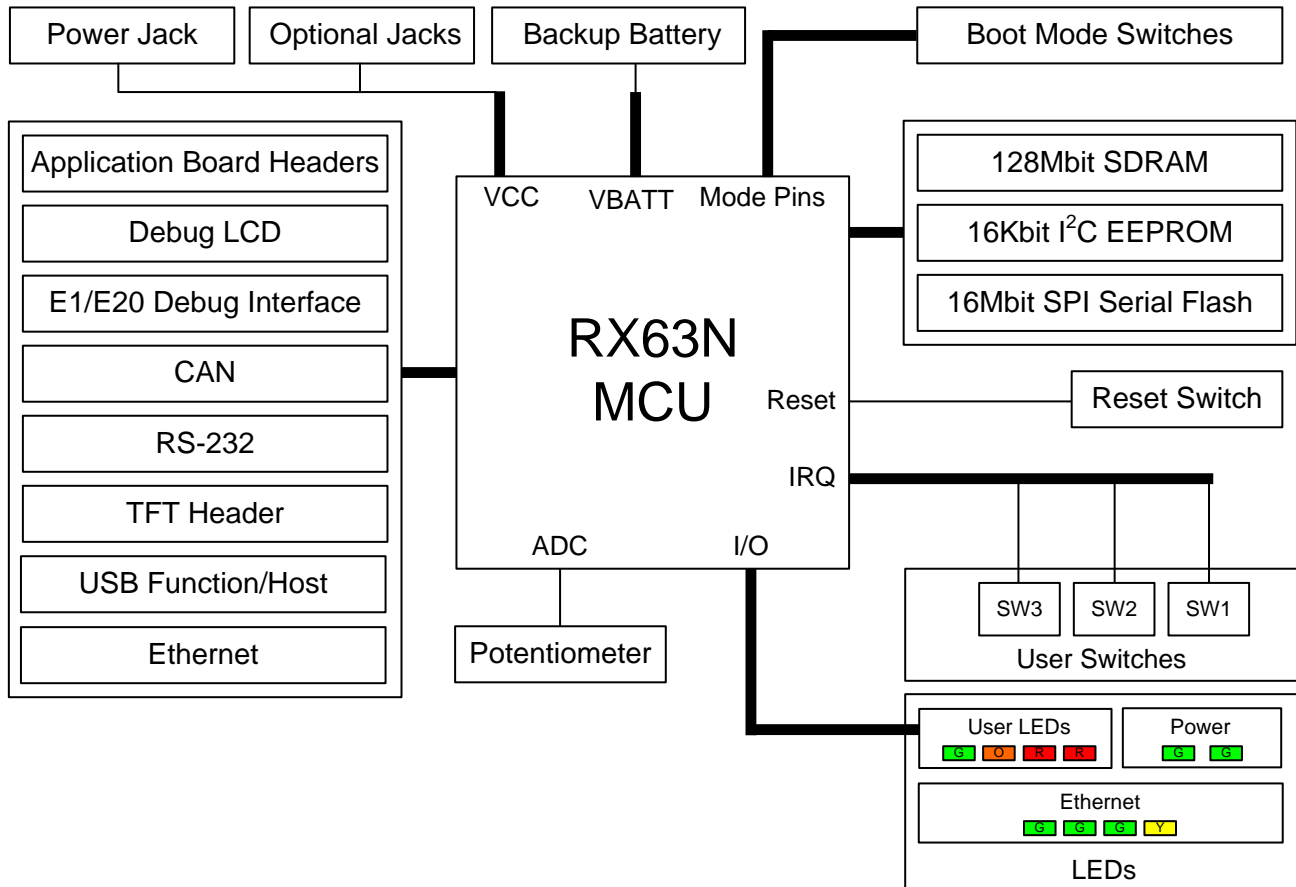 Power Jack
Optional Jacks
Backup Battery
Boot Mode Switches
Application Board Headers
Debug LCD
E1/E20 Debug Interface
CAN
RS-232
TFT Header
USB Function/Host
Ethernet
VCC
VBATT
Mode Pins
RX63N
MCU
Reset
IRQ
ADC
I/O
128Mbit SDRAM
16Kbit I²C EEPROM
16Mbit SPI Serial Flash
Reset Switch
Potentiometer
SW3
SW2
SW1
User Switches
User LEDs
G O R R
Power
G G
Ethernet
G G G Y
LEDs